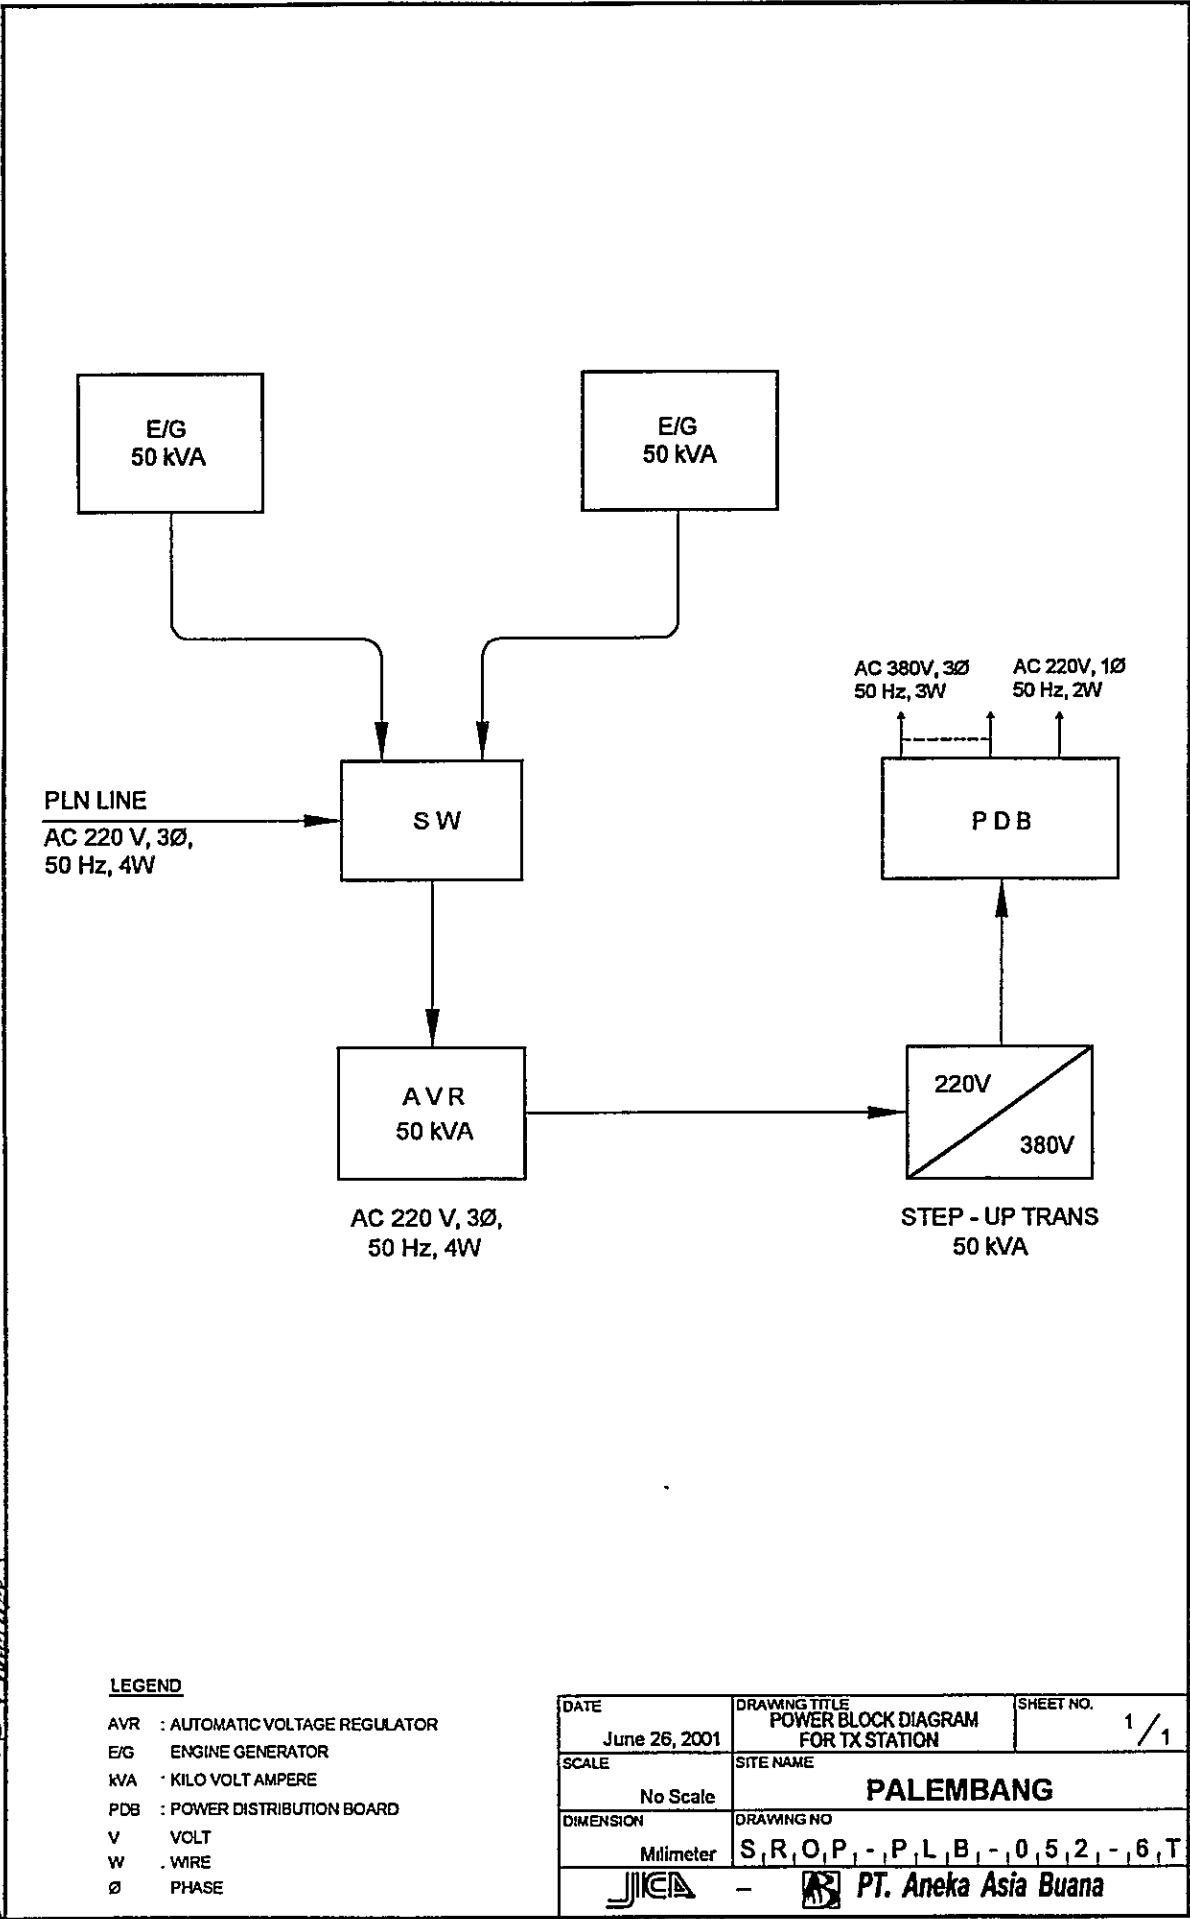 E/G
50 kVA
E/G
50 kVA
AC 380V, 3Ø
50 Hz, 3W
AC 220V, 1Ø
50 Hz, 2W
PLN LINE
AC 220 V, 3Ø,
50 Hz, 4W
S W
P D B
A V R
50 kVA
220V
380V
AC 220 V, 3Ø,
50 Hz, 4W
STEP - UP TRANS
50 kVA
LEGEND
AVR : AUTOMATIC VOLTAGE REGULATOR
E/G ENGINE GENERATOR
kVA - KILO VOLT AMPERE
PDB : POWER DISTRIBUTION BOARD
V VOLT
W . WIRE
Ø PHASE
DATE
June 26, 2001
DRAWING TITLE
POWER BLOCK DIAGRAM
FOR TX STATION
SHEET NO.
1/1
SCALE
No Scale
SITE NAME
PALEMBANG
DIMENSION
Milimeter
DRAWING NO
S R O P - P L B - 0 5 2 - 6 T
JICA - PT. Aneka Asia Buana